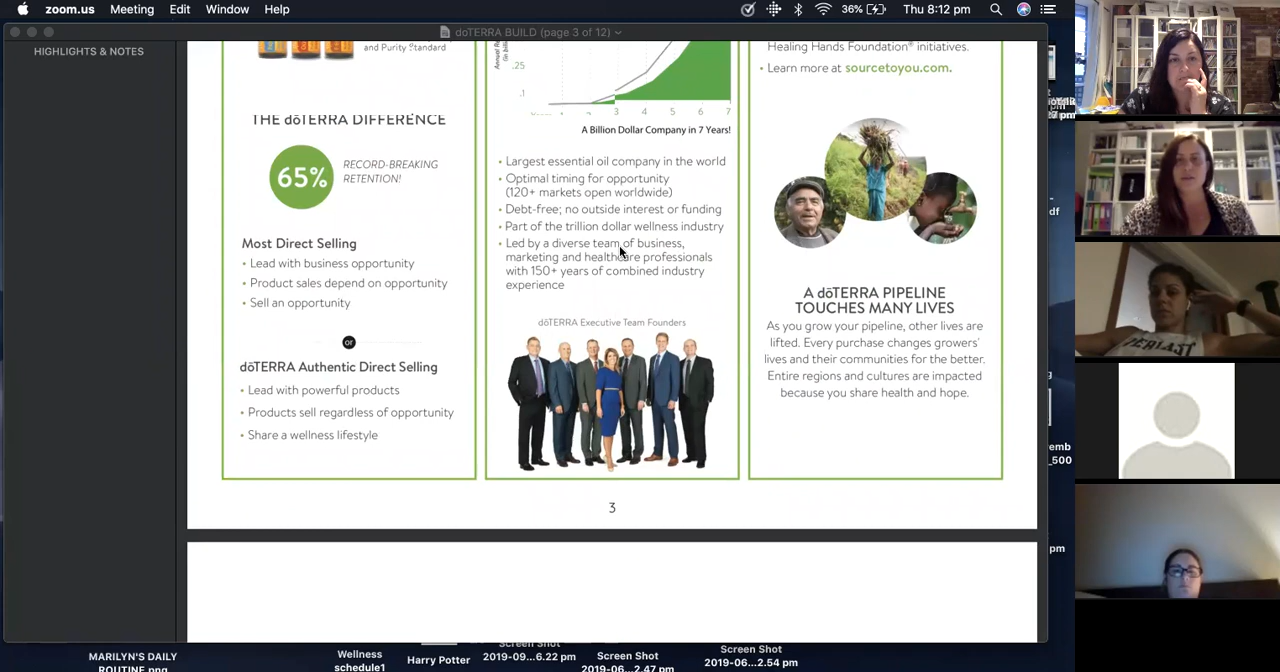 zoom.us Meeting Edit Window Help
36%
Thu 8:12 pm
doTERRA BUILD (page 3 of 12)
HIGHLIGHTS & NOTES
and Purity Standard
THE dōTERRA DIFFERENCE
65%
RECORD-BREAKING
RETENTION!
Most Direct Selling
• Lead with business opportunity
• Product sales depend on opportunity
• Sell an opportunity
or
dōTERRA Authentic Direct Selling
• Lead with powerful products
• Products sell regardless of opportunity
• Share a wellness lifestyle
.25
.1
3 4 5 6 7
A Billion Dollar Company in 7 Years!
• Largest essential oil company in the world
• Optimal timing for opportunity
(120+ markets open worldwide)
• Debt-free; no outside interest or funding
• Part of the trillion dollar wellness industry
• Led by a diverse team of business,
marketing and healthcare professionals
with 150+ years of combined industry
experience
dōTERRA Executive Team Founders
Healing Hands Foundation® initiatives.
• Learn more at sourcetoyou.com.
A dōTERRA PIPELINE
TOUCHES MANY LIVES
As you grow your pipeline, other lives are
lifted. Every purchase changes growers'
lives and their communities for the better.
Entire regions and cultures are impacted
because you share health and hope.
3
MARILYN'S DAILY
ROUTINE.png
Wellness
schedule1
Harry Potter
Screen Shot
2019-09...6.22 pm
Screen Shot
2019-06...2.47 pm
Screen Shot
2019-06...2.54 pm
EVERLAST